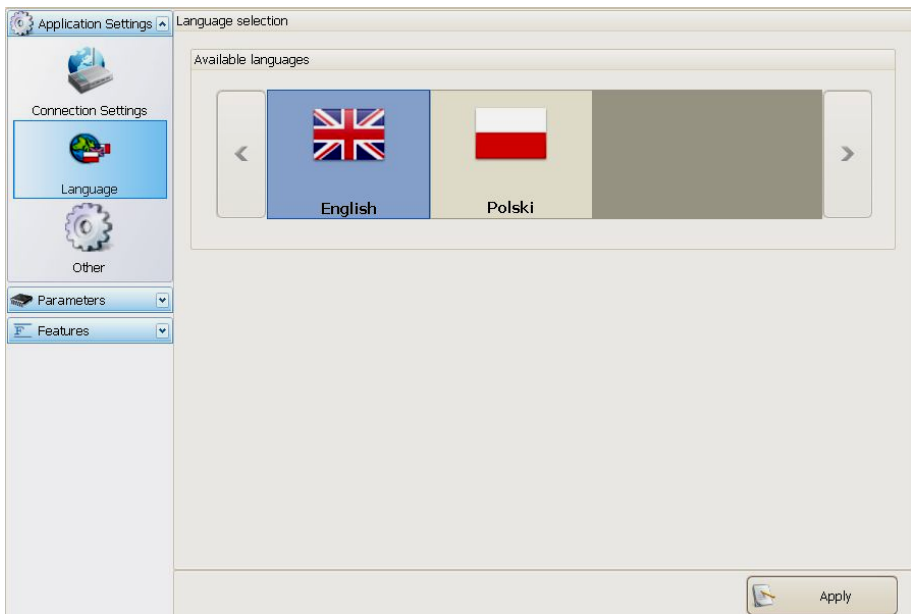 Application Settings
Connection Settings
Language
Other
Parameters
F Features
Language selection
Available languages
English
Polski
Apply